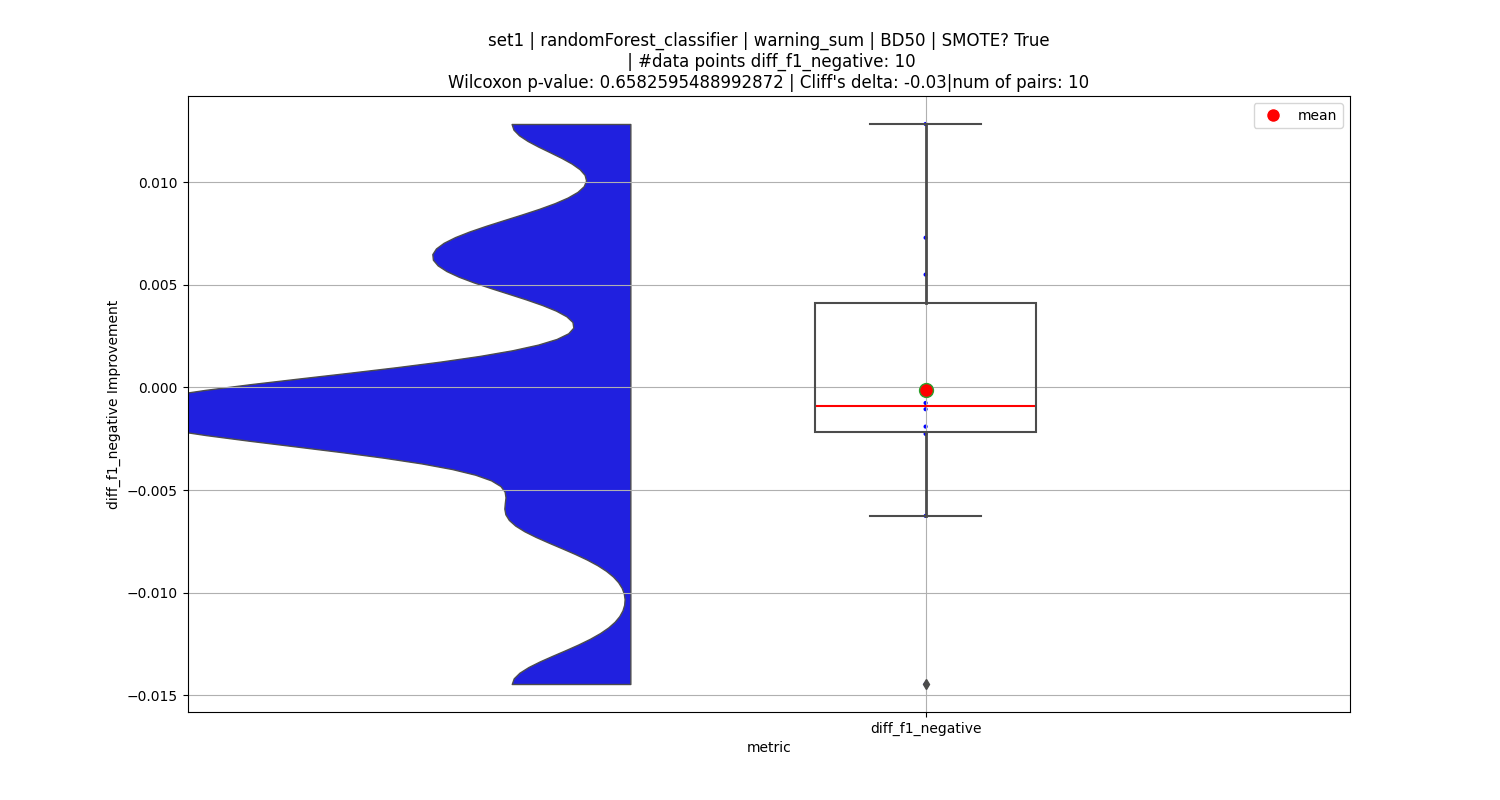 set1 | randomForest_classifier | warning_sum | BD50 | SMOTE? True
| #data points diff_f1_negative: 10
Wilcoxon p-value: 0.6582595488992872 | Cliff's delta: -0.03|num of pairs: 10
mean
0.010
0.005
0.000
−0.005
−0.010
−0.015
diff_f1_negative Improvement
diff_f1_negative
metric